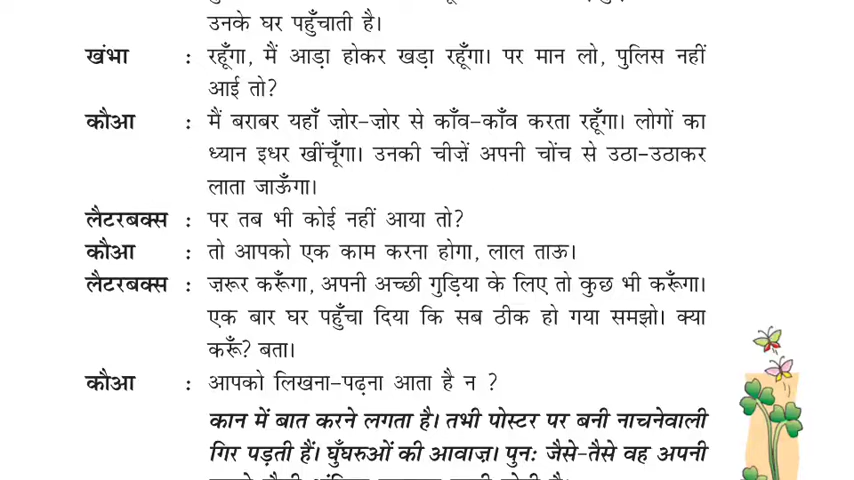 उनके घर पहुँचाती है।
खंभा : रहूँगा, मैं आड़ा होकर खड़ा रहूँगा। पर मान लो, पुलिस नहीं
आई तो?
कौआ : मैं बराबर यहाँ ज़ोर-ज़ोर से काँव-काँव करता रहूँगा। लोगों का
ध्यान इधर खींचूँगा। उनकी चीज़ें अपनी चोंच से उठा-उठाकर
लाता जाऊँगा।
लैटरबक्स : पर तब भी कोई नहीं आया तो?
कौआ : तो आपको एक काम करना होगा, लाल ताऊ।
लैटरबक्स : ज़रूर करूँगा, अपनी अच्छी गुड़िया के लिए तो कुछ भी करूँगा।
एक बार घर पहुँचा दिया कि सब ठीक हो गया समझो। क्या
करूँ? बता।
कौआ : आपको लिखना-पढ़ना आता है न ?
कान में बात करने लगता है। तभी पोस्टर पर बनी नाचनेवाली
गिर पड़ती हैं। घुँघरुओं की आवाज़। पुनः जैसे-तैसे वह अपनी